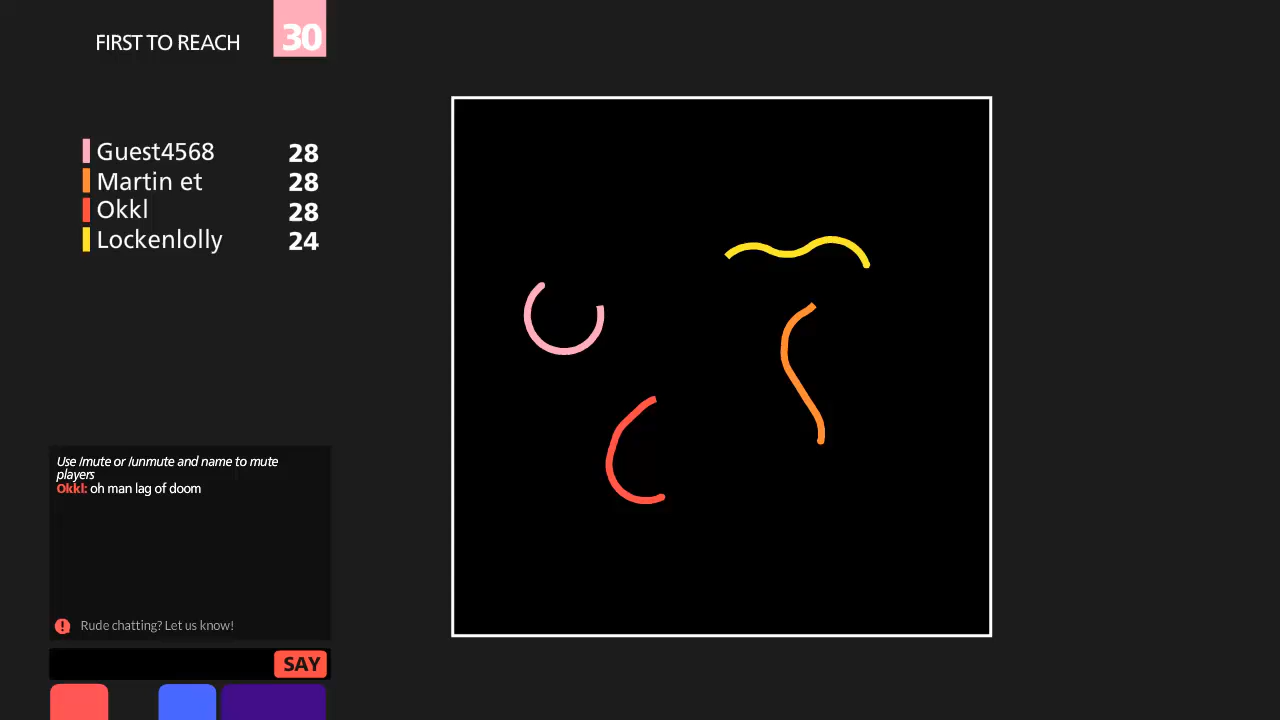 FIRST TO REACH 30
Guest4568 28
Martin et 28
Okkl 28
Lockenlolly 24
Use /mute or /unmute and name to mute
players
Okkl: oh man lag of doom
Rude chatting? Let us know!
SAY